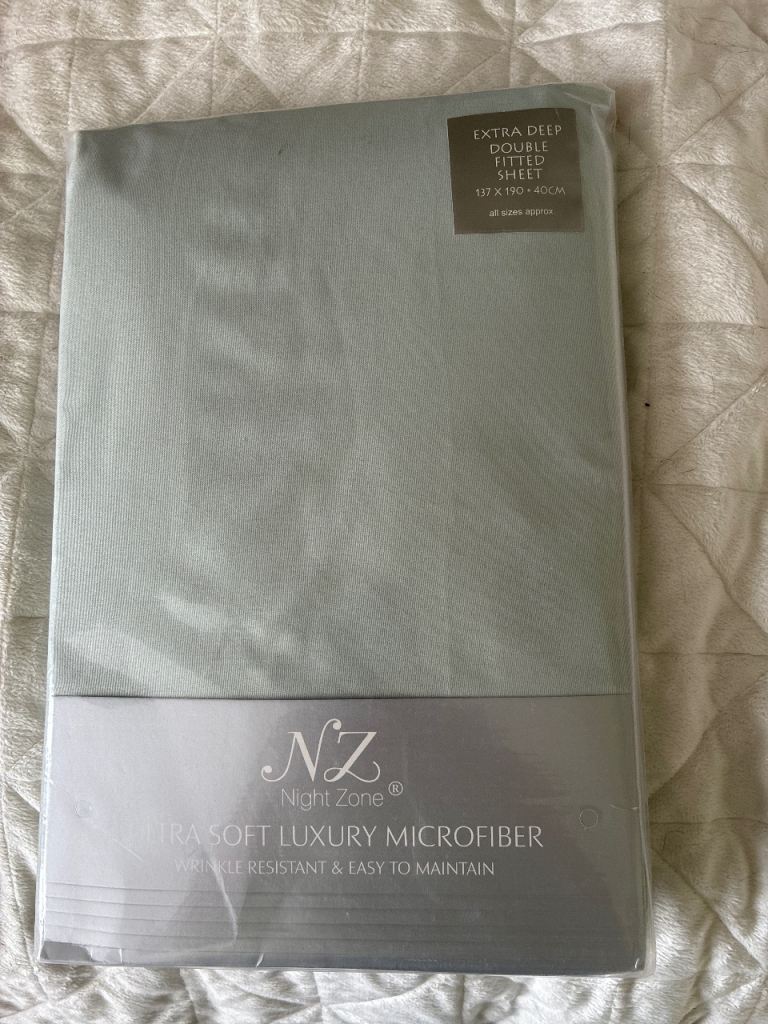 EXTRA DEEP
DOUBLE
FITTED
SHEET
137 X 190 + 40CM
all sizes approx
NZ
Night Zone®
SOFT LUXURY MICROFIBER
WRINKLE RESISTANT & EASY TO MAINTAIN